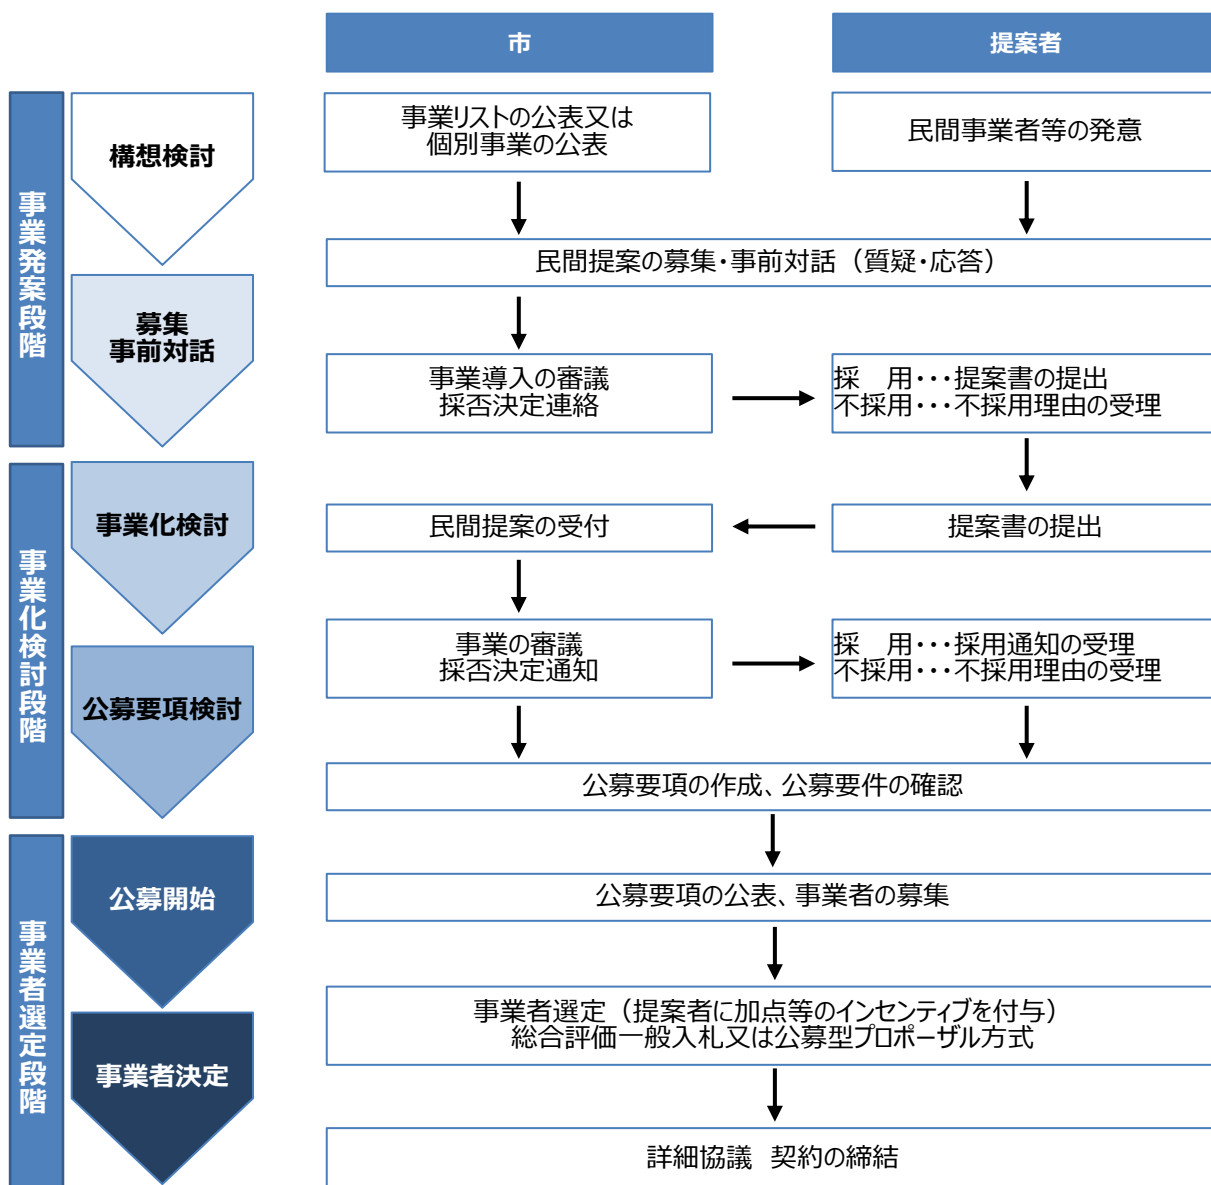 市
提案者
事業発案段階
構想検討
事業リストの公表又は
個別事業の公表
民間事業者等の発意
民間提案の募集・事前対話（質疑・応答）
募集
事前対話
事業導入の審議
採否決定連絡
採　用・・・提案書の提出
不採用・・・不採用理由の受理
事業化検討段階
事業化検討
民間提案の受付
提案書の提出
事業の審議
採否決定通知
採　用・・・採用通知の受理
不採用・・・不採用理由の受理
公募要項検討
公募要項の作成、公募要件の確認
事業者選定段階
公募開始
公募要項の公表、事業者の募集
事業者選定（提案者に加点等のインセンティブを付与）
総合評価一般入札又は公募型プロポーザル方式
事業者決定
詳細協議　契約の締結